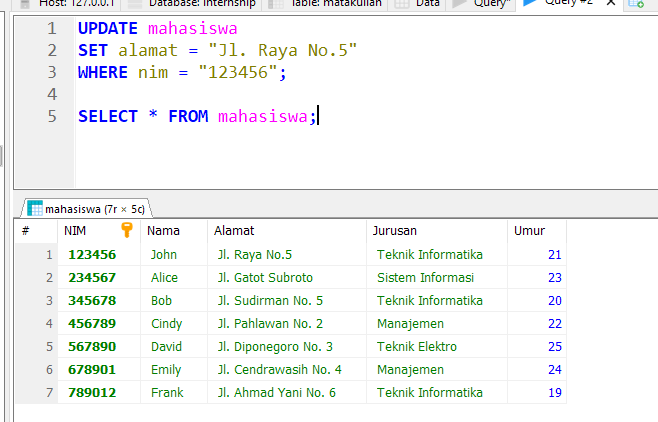 Host: 127.0.0.1 Database: internship Table: matakuliah Data Query* Query #2
1 UPDATE mahasiswa
2 SET alamat = "Jl. Raya No.5"
3 WHERE nim = "123456";
4
5 SELECT * FROM mahasiswa;
mahasiswa (7r × 5c)
# NIM Nama Alamat Jurusan Umur
1 123456 John Jl. Raya No.5 Teknik Informatika 21
2 234567 Alice Jl. Gatot Subroto Sistem Informasi 23
3 345678 Bob Jl. Sudirman No. 5 Teknik Informatika 20
4 456789 Cindy Jl. Pahlawan No. 2 Manajemen 22
5 567890 David Jl. Diponegoro No. 3 Teknik Elektro 25
6 678901 Emily Jl. Cendrawasih No. 4 Manajemen 24
7 789012 Frank Jl. Ahmad Yani No. 6 Teknik Informatika 19